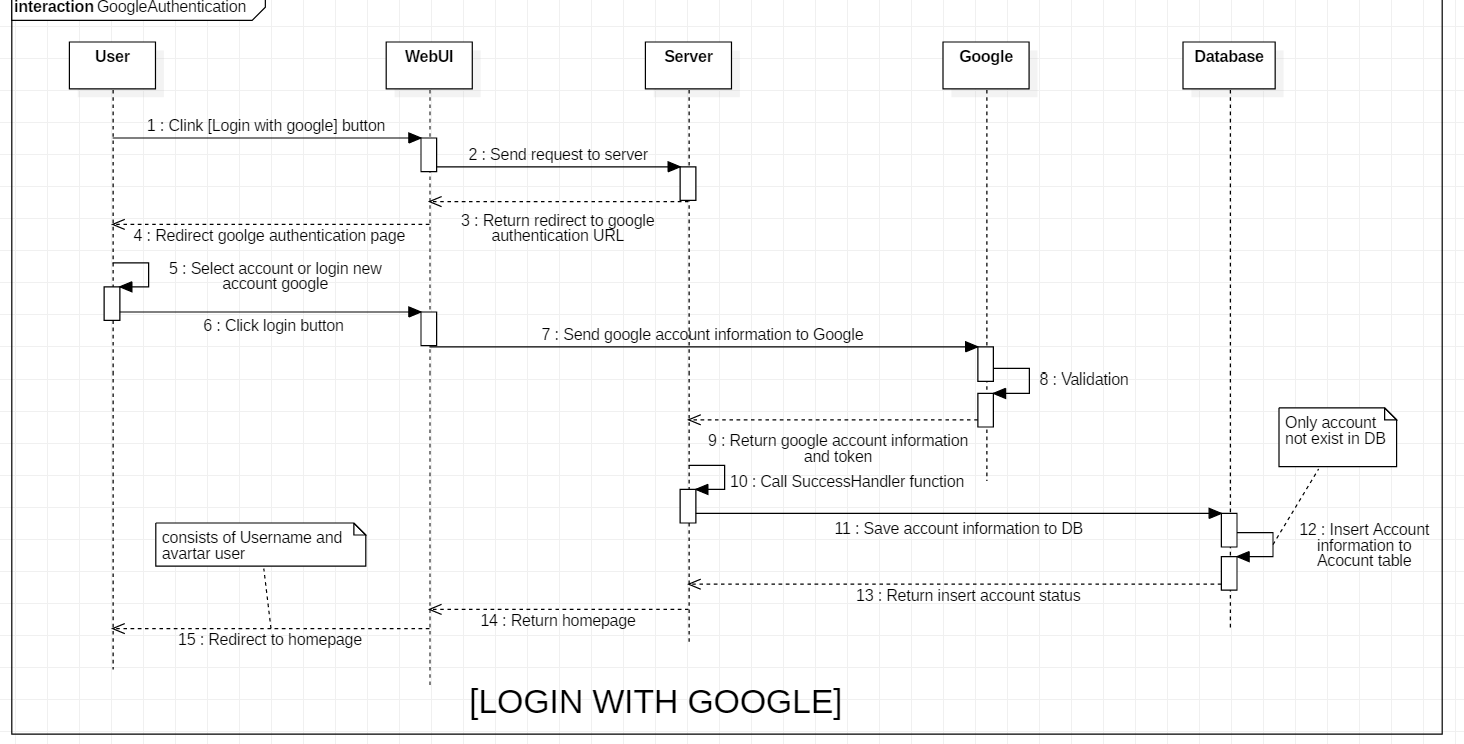 interaction GoogleAuthentication
User
WebUI
Server
Google
Database
1 : Clink [Login with google] button
2 : Send request to server
3 : Return redirect to google
authentication URL
4 : Redirect goolge authentication page
5 : Select account or login new
account google
6 : Click login button
7 : Send google account information to Google
8 : Validation
9 : Return google account information
and token
Only account
not exist in DB
10 : Call SuccessHandler function
11 : Save account information to DB
12 : Insert Account
information to
Acocunt table
consists of Username and
avartar user
13 : Return insert account status
14 : Return homepage
15 : Redirect to homepage
[LOGIN WITH GOOGLE]